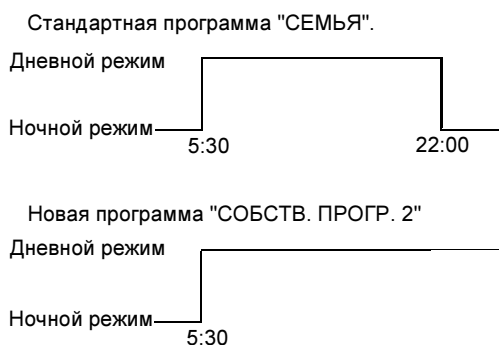 Стандартная программа "СЕМЬЯ".
Дневной режим
Ночной режим
5:30 22:00
Новая программа "СОБСТВ. ПРОГР. 2"
Дневной режим
Ночной режим
5:30